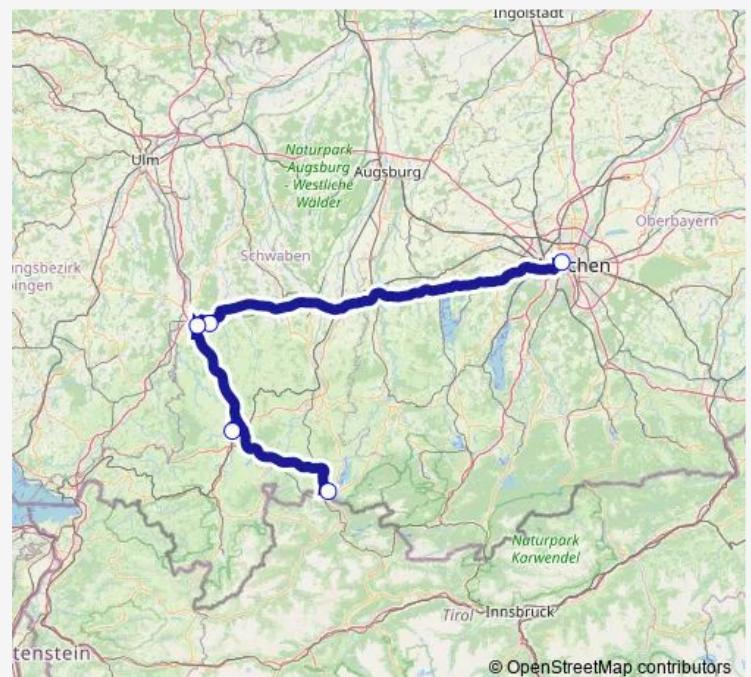 Ingolstadt
Naturpark
Augsburg
- Westliche
Wälder
Ulm
Augsburg
Oberbayern
Schwaben
ngsbezirk
ingen
chen
Naturpark
Karwendel
Tirol
Innsbruck
tenstein
© OpenStreetMap contributors